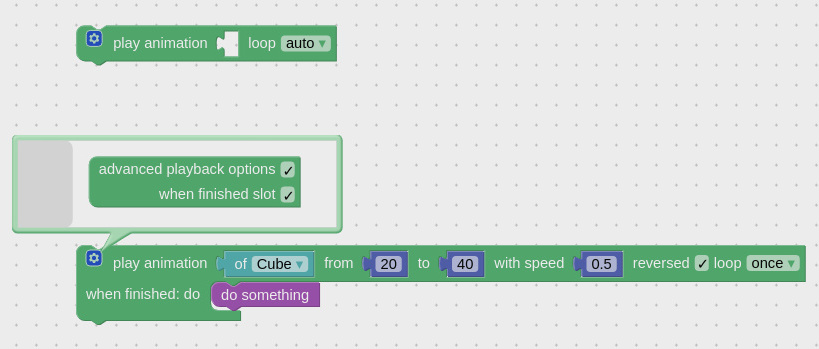 play animation loop auto
advanced playback options
when finished slot
play animation of Cube from 20 to 40 with speed 0.5 reversed loop once
when finished: do do something